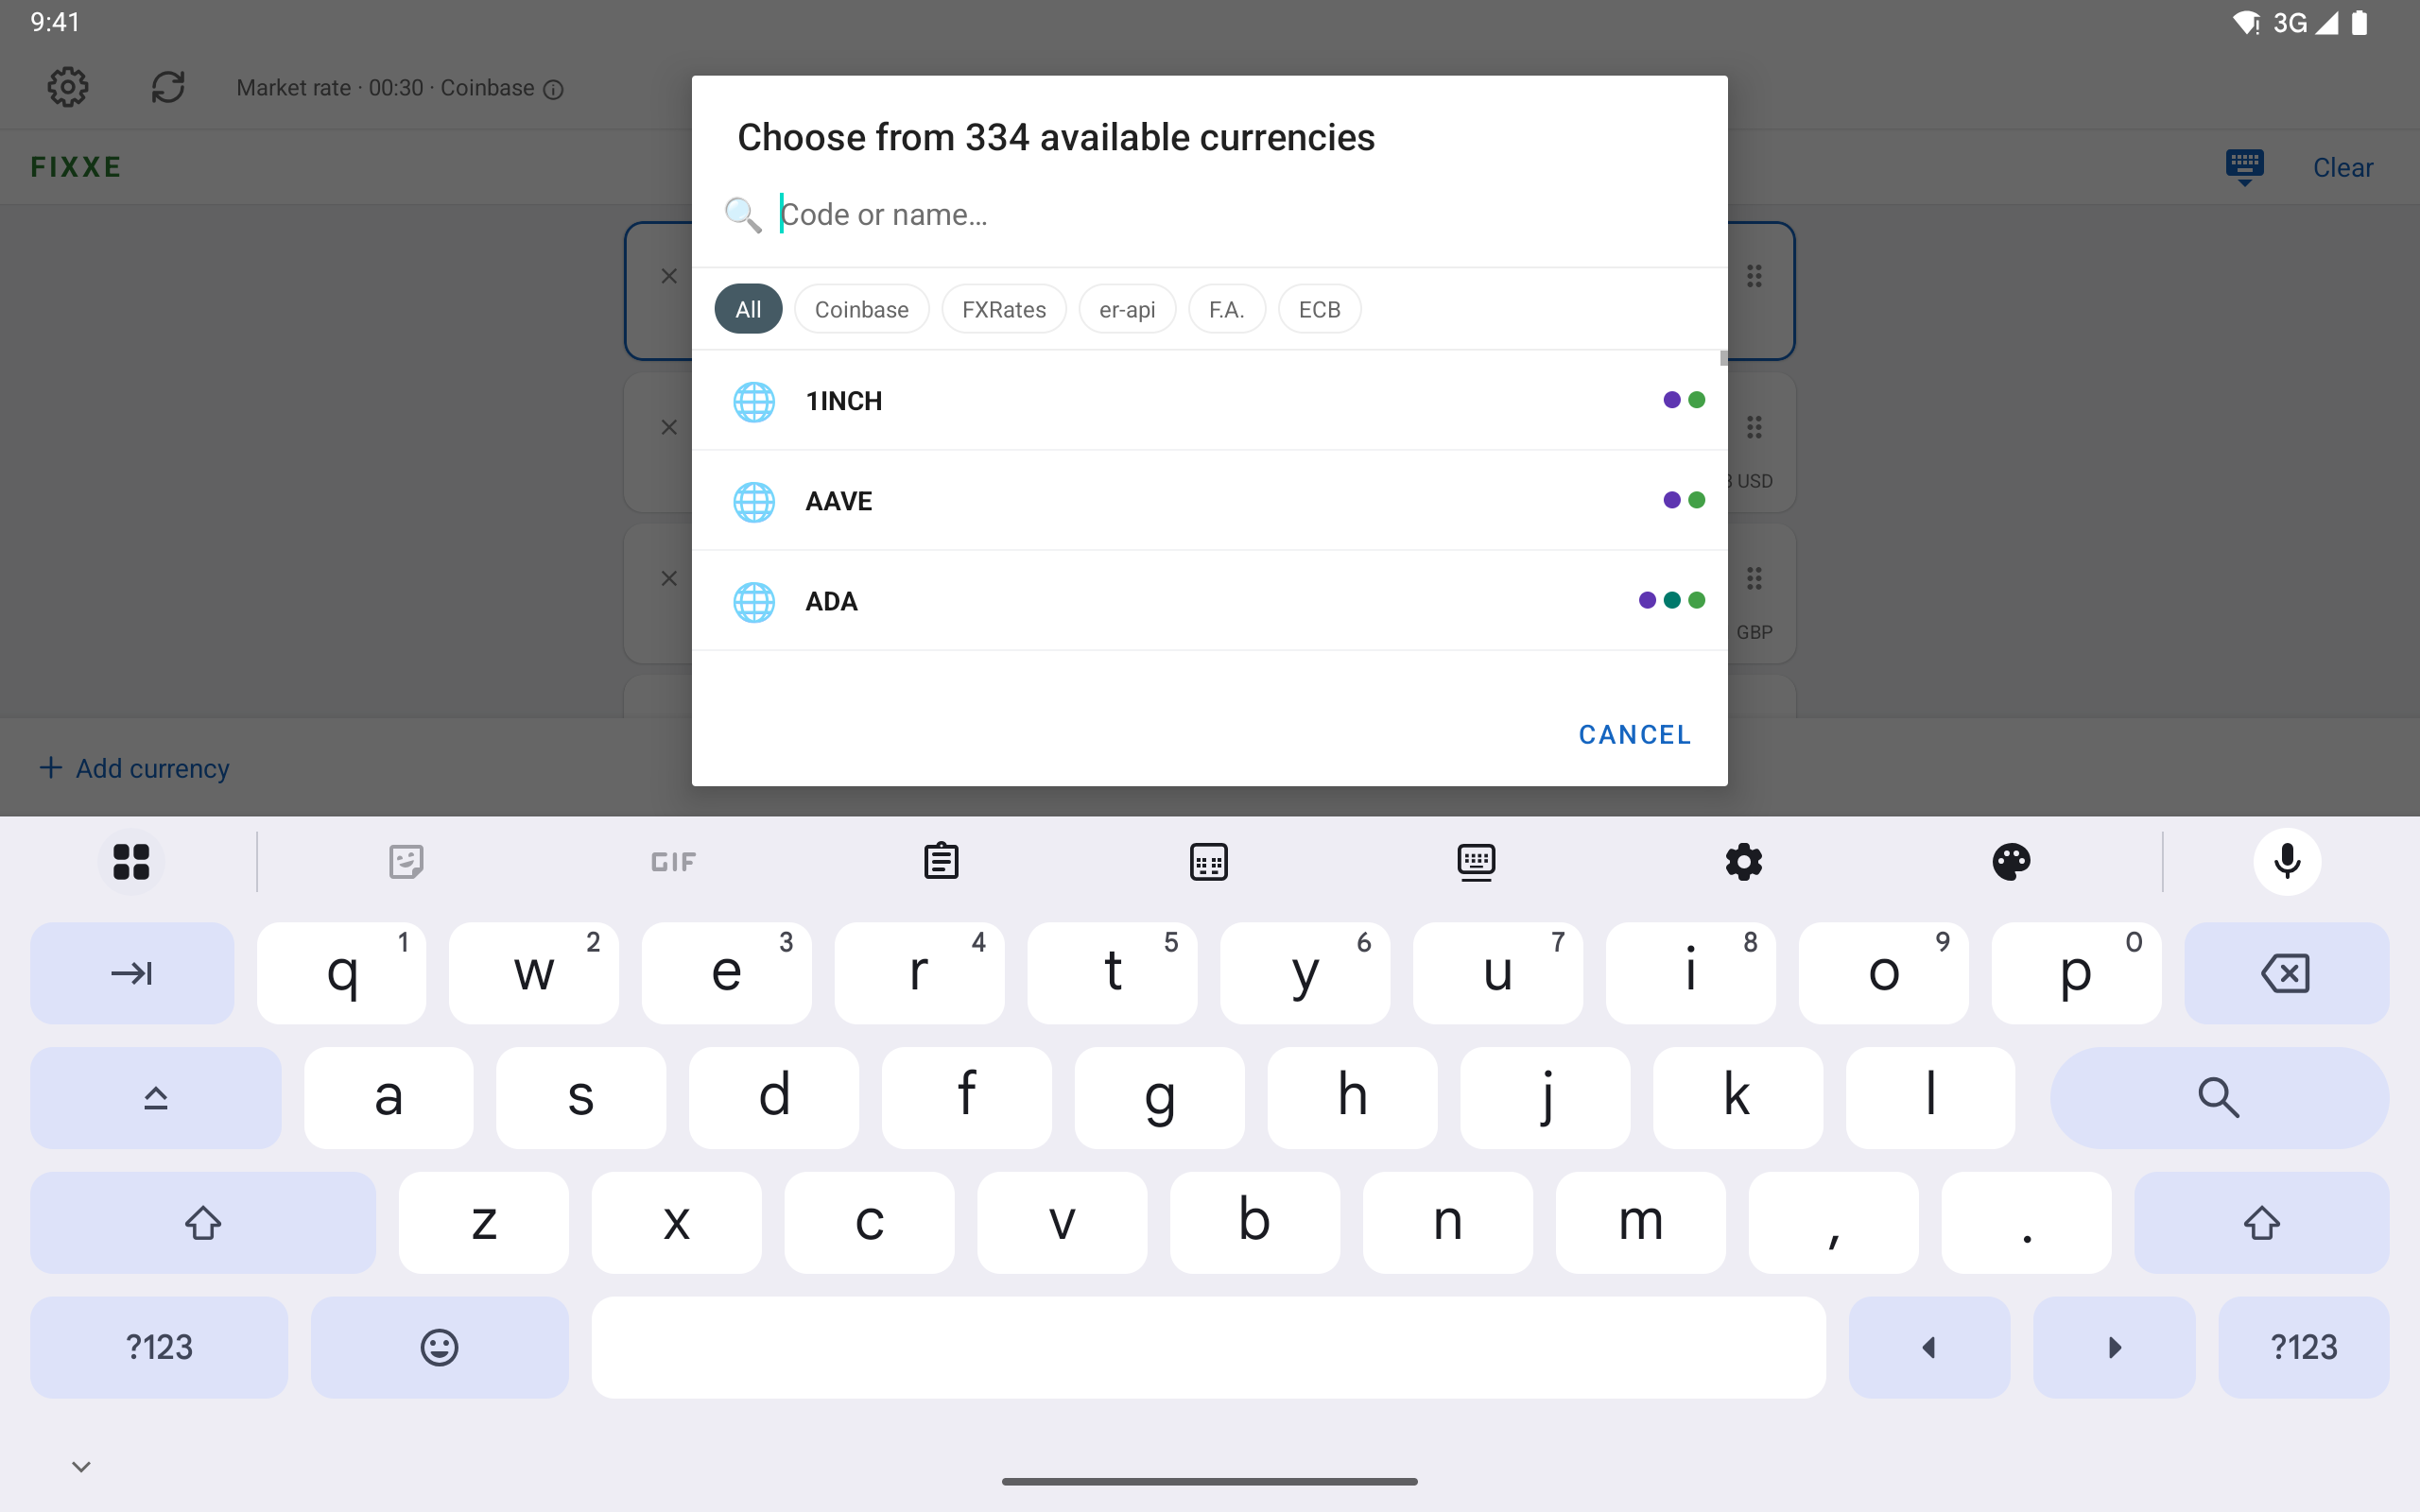 9:41
3G
Market rate · 00:30 · Coinbase
FIXXE
Clear
Choose from 334 available currencies
Code or name...
All
Coinbase
FXRates
er-api
F.A.
ECB
1INCH
AAVE
USD
ADA
GBP
CANCEL
Add currency
GIF
q 1 w 2 e 3 r 4 t 5 y 6 u 7 i 8 o 9 p 0
a s d f g h j k l
z x c v b n m , .
?123 ?123